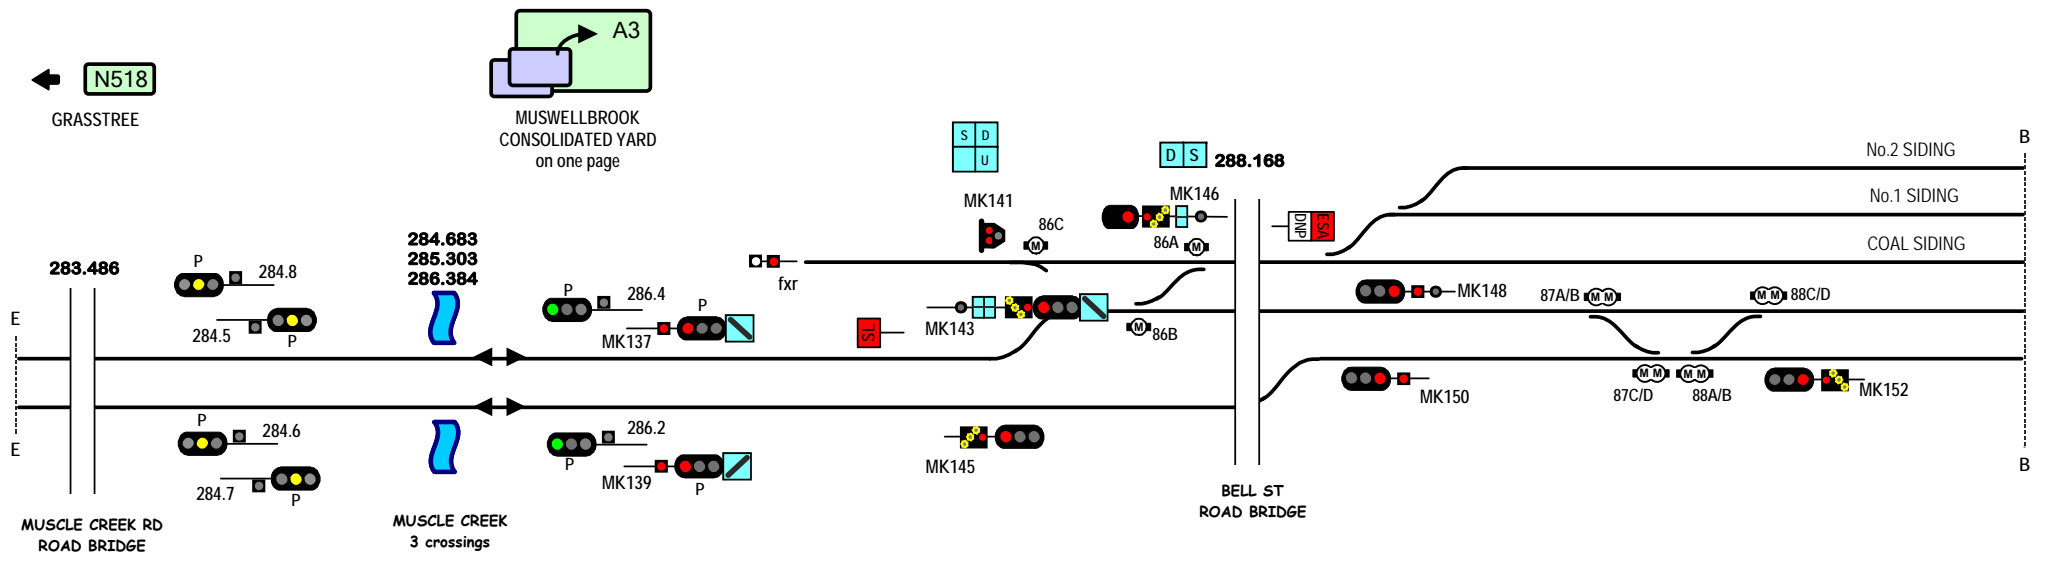 A3
N518
GRASSTREE
MUSWELLBROOK
CONSOLIDATED YARD
on one page
S D
U
D S
288.168
MK141
MK146
86C
86A
ESA
DNP
No.2 SIDING
No.1 SIDING
COAL SIDING
B
283.486
P
284.8
284.5
P
284.683
285.303
286.384
P
286.4
MK137
P
fxr
SL
MK143
M
M
M
86B
MK148
87A/B
M M
M M
88C/D
E
E
MK150
87C/D
M M
M M
88A/B
MK152
P
284.6
284.7
P
286.2
P
MK139
P
MK145
B
MUSCLE CREEK RD
ROAD BRIDGE
MUSCLE CREEK
3 crossings
BELL ST
ROAD BRIDGE